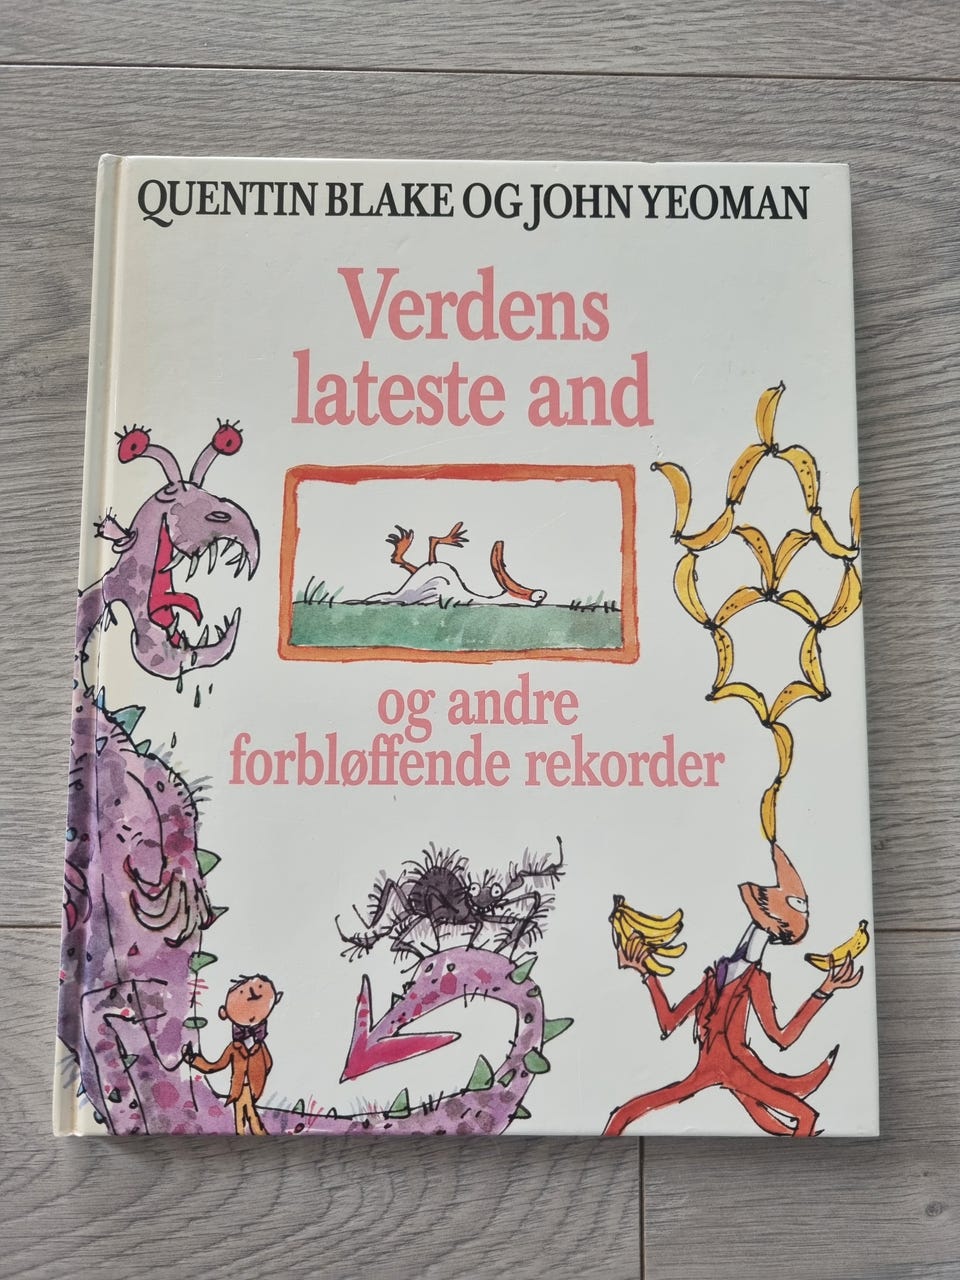 QUENTIN BLAKE OG JOHN YEOMAN
Verdens
lateste and
og andre
forbløffende rekorder